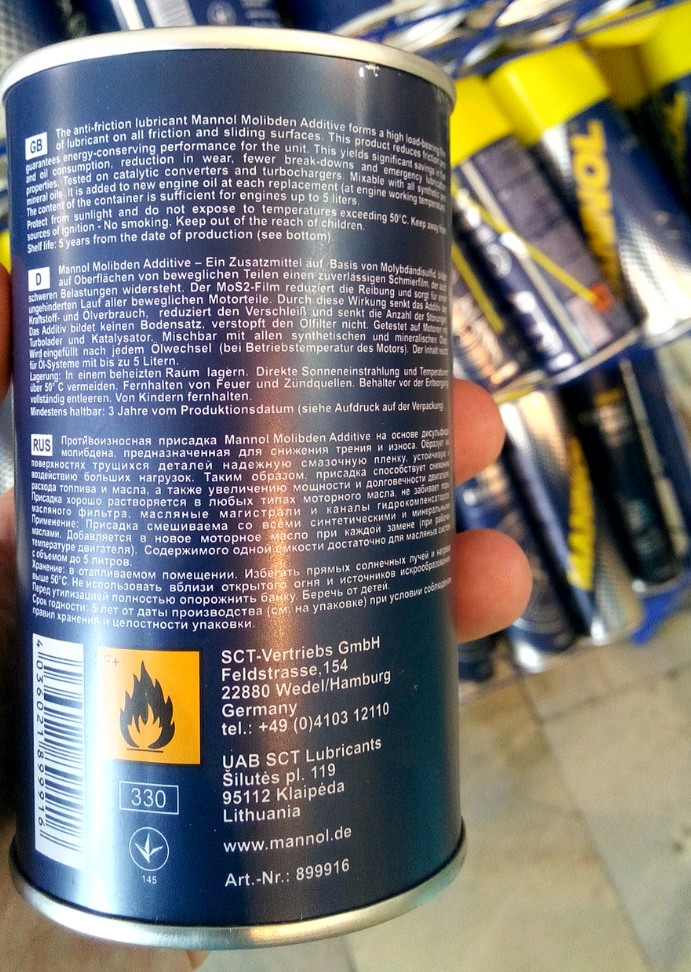 GB
The anti-friction lubricant Mannol Molibden Additive forms a high load-bearing film
of lubricant on all friction and sliding surfaces. This product reduces friction and
guarantees energy-conserving performance for the unit. This yields significant savings in fuel
and oil consumption, reduction in wear, fewer break-downs and emergency lubrication
properties. Tested on catalytic converters and turbochargers. Mixable with all synthetic and
mineral oils. It is added to new engine oil at each replacement (at engine working temperature).
The content of the container is sufficient for engines up to 5 liters.
Protect from sunlight and do not expose to temperatures exceeding 50°C. Keep away from
sources of ignition - No smoking. Keep out of the reach of children.
Shelf life: 5 years from the date of production (see bottom).
D
Mannol Molibden Additive – Ein Zusatzmittel auf Basis von Molybdändisulfid, bildet
auf Oberflächen von beweglichen Teilen einen zuverlässigen Schmierfilm, der auch
schweren Belastungen widersteht. Der MoS2-Film reduziert die Reibung und sorgt für einen
ungehinderten Lauf aller beweglichen Motorteile. Durch diese Wirkung senkt das Additiv den
Kraftstoff- und Ölverbrauch, reduziert den Verschleiß und senkt die Anzahl der Störungen.
Das Additiv bildet keinen Bodensatz, verstopft den Ölfilter nicht. Getestet auf Motoren mit
Turbolader und Katalysator. Mischbar mit allen synthetischen und mineralischen Ölen.
Wird eingefüllt nach jedem Ölwechsel (bei Betriebstemperatur des Motors). Der Inhalt reicht
für Öl-Systeme mit bis zu 5 Litern.
Lagerung: In einem beheizten Raum lagern. Direkte Sonneneinstrahlung und Temperaturen
über 50° C vermeiden. Fernhalten von Feuer und Zündquellen. Behälter vor der Entsorgung
vollständig entleeren. Von Kindern fernhalten.
Mindestens haltbar: 3 Jahre vom Produktionsdatum (siehe Aufdruck auf der Verpackung).
RUS
Протйвоизносная присадка Mannol Molibden Additive на основе дисульфида
молибдена, предназначенная для снижения трения и износа. Образует на
поверхностях трущихся деталей надежную смазочную пленку, устойчивую к
воздействию больших нагрузок. Таким образом, присадка способствует снижению
расхода топлива и масла, а также увеличению мощности и долговечности двигателя.
Присадка хорошо растворяется в любых типах моторного масла, не забивает поры
масляного фильтра, масляные магистрали и каналы гидрокомпенсаторов.
Применение: Присадка смешиваема со всеми синтетическими и минеральными
маслами. Добавляется в новое моторное масло при каждой замене (при рабочей
температуре двигателя). Содержимого одной ёмкости достаточно для масляных систем
с объемом до 5 литров.
Хранение: в отапливаемом помещении. Избегать прямых солнечных лучей и нагрева
выше 50°C. Не использовать вблизи открытого огня и источников искрообразования.
Перед утилизацией полностью опорожнить банку. Беречь от детей.
Срок годности: 5 лет от даты производства (см. на упаковке) при условии соблюдения
правил хранения и целостности упаковки.
4 036021 899916
F+
330
145
SCT-Vertriebs GmbH
Feldstrasse,154
22880 Wedel/Hamburg
Germany
tel.: +49 (0)4103 12110
UAB SCT Lubricants
Šilutės pl. 119
95112 Klaipėda
Lithuania
www.mannol.de
Art.-Nr.: 899916
MANNOL